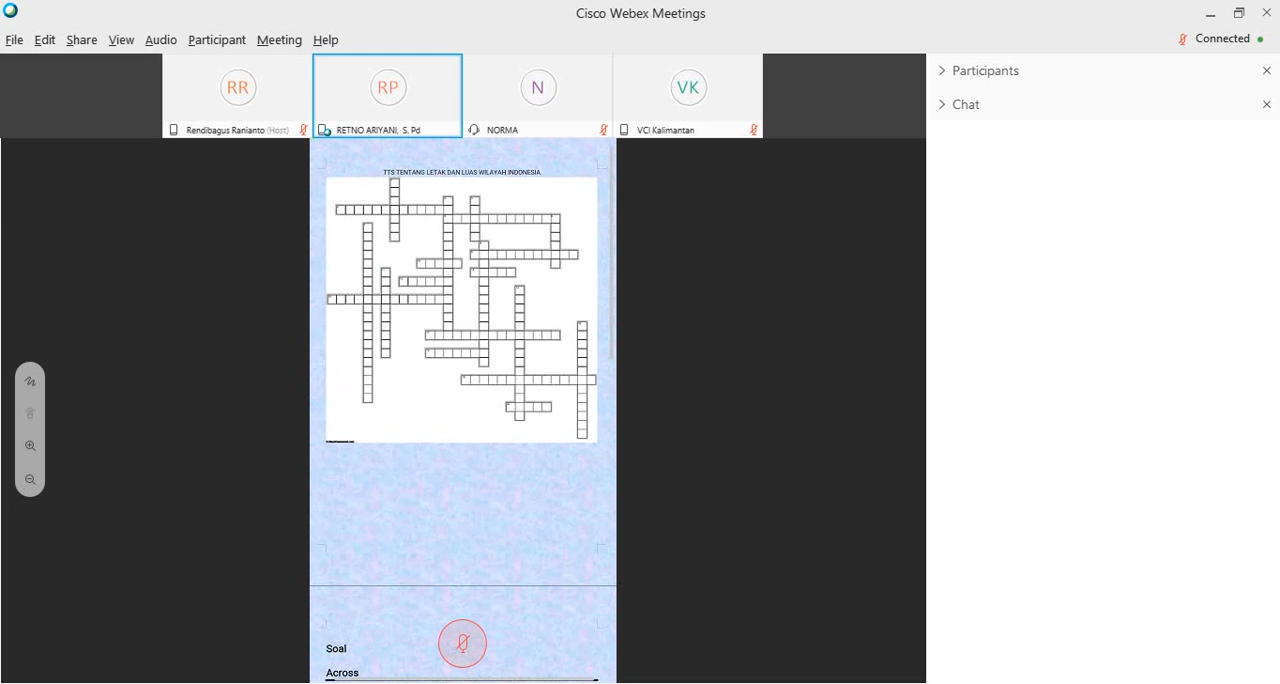 Cisco Webex Meetings
File Edit Share View Audio Participant Meeting Help
Connected
RR
RP
N
VK
Rendibagus Ranianto (Host)
RETNO ARIYANI, S. Pd
NORMA
VCI Kalimantan
Participants
Chat
TTS TENTANG LETAK DAN LUAS WILAYAH INDONESIA
Soal
Across